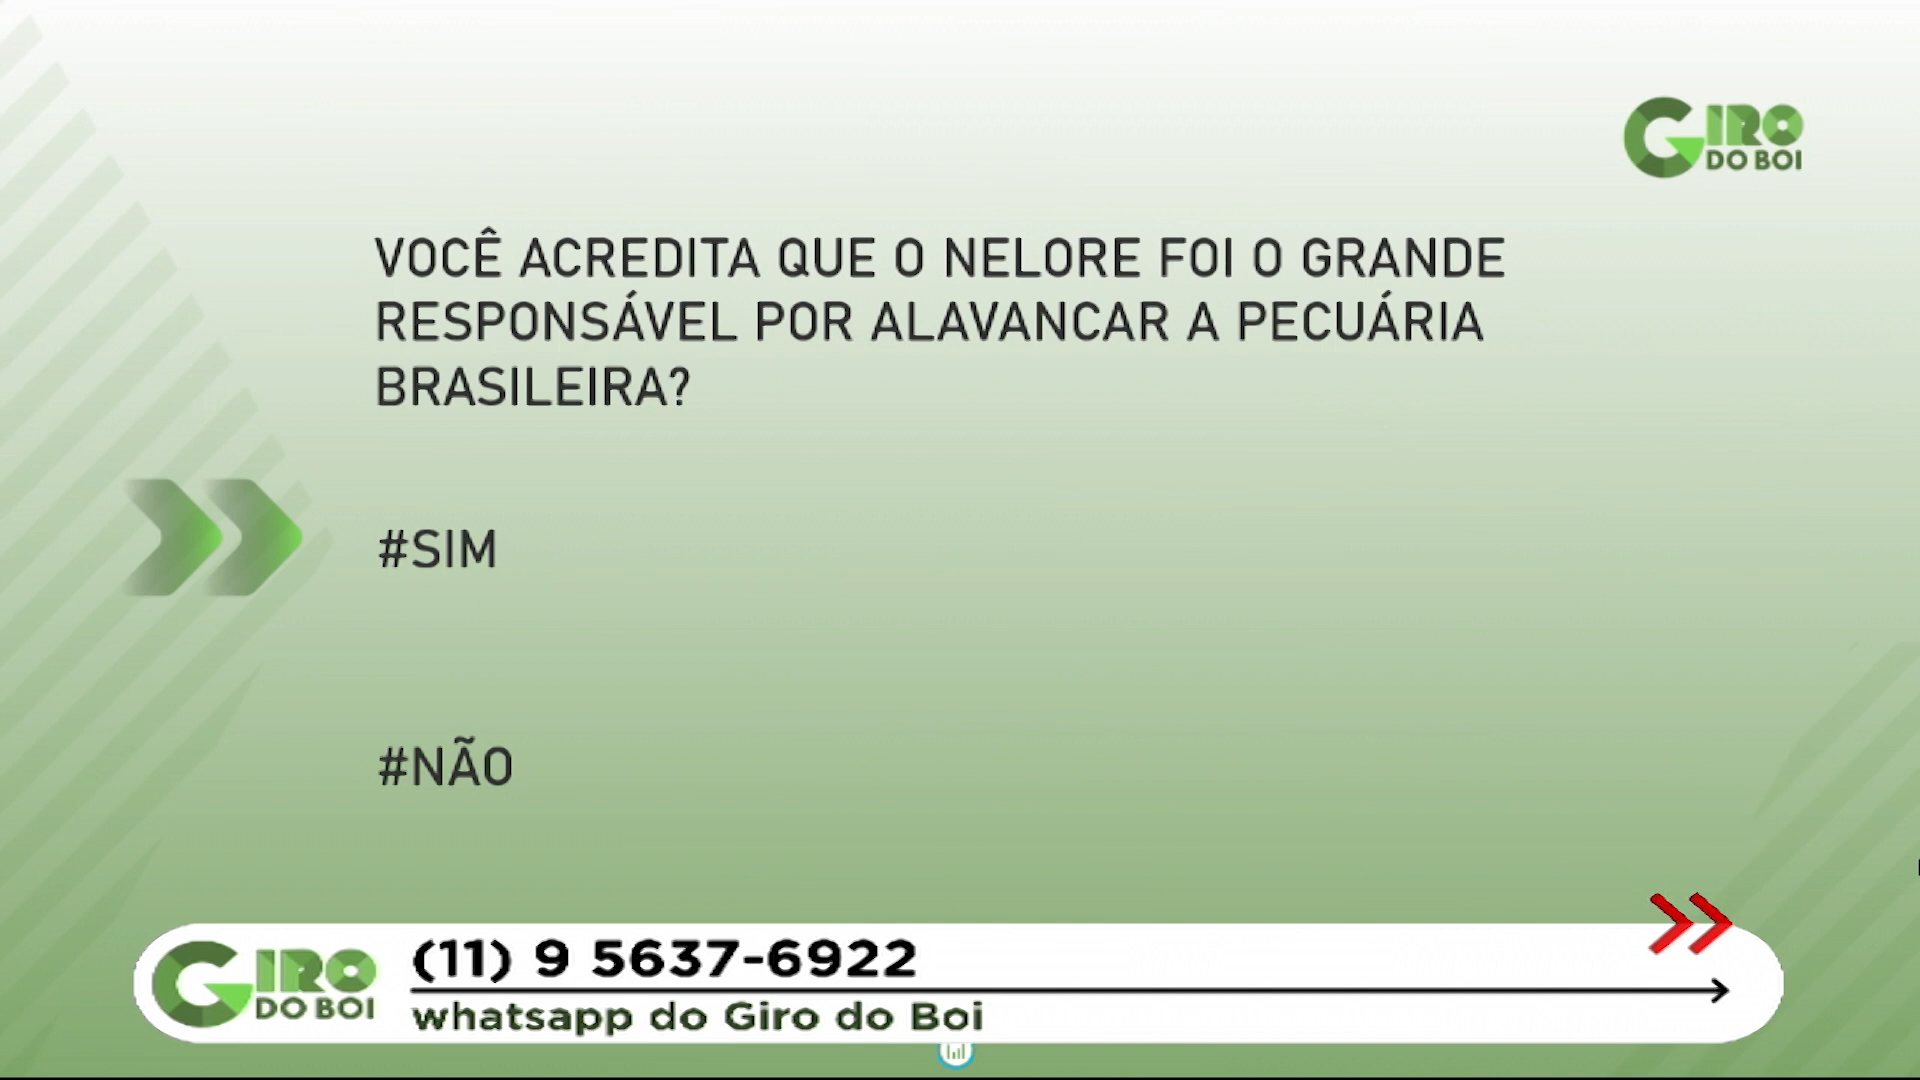 GIRO
DO BOI
VOCÊ ACREDITA QUE O NELORE FOI O GRANDE
RESPONSÁVEL POR ALAVANCAR A PECUÁRIA
BRASILEIRA?
#SIM
#NÃO
GIRO
DO BOI
(11) 9 5637-6922
whatsapp do Giro do Boi